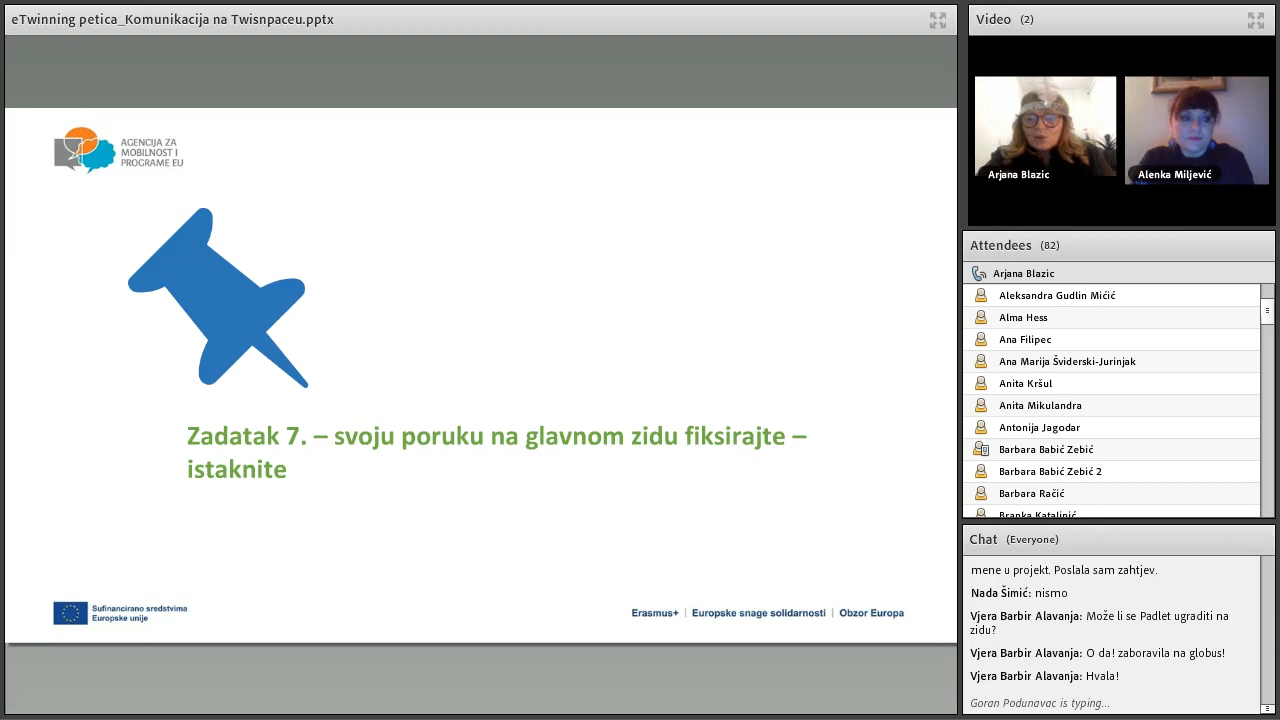 eTwinning petica_Komunikacija na Twisnpaceu.pptx
AGENCIJA ZA
MOBILNOST I
PROGRAME EU
Zadatak 7. – svoju poruku na glavnom zidu fiksirajte –
istaknite
Sufinancirano sredstvima
Europske unije
Erasmus+ | Europske snage solidarnosti | Obzor Europa
Video (2)
Arjana Blazic
Alenka Miljević
Attendees (82)
Arjana Blazic
Aleksandra Gudlin Mićić
Alma Hess
Ana Filipec
Ana Marija Šviderski-Jurinjak
Anita Kršul
Anita Mikulandra
Antonija Jagodar
Barbara Babić Zebić
Barbara Babić Zebić 2
Barbara Račić
Branka Katalinić
Chat (Everyone)
mene u projekt. Poslala sam zahtjev.
Nada Šimić: nismo
Vjera Barbir Alavanja: Može li se Padlet ugraditi na
zidu?
Vjera Barbir Alavanja: O da! zaboravila na globus!
Vjera Barbir Alavanja: Hvala!
Goran Podunavac is typing...